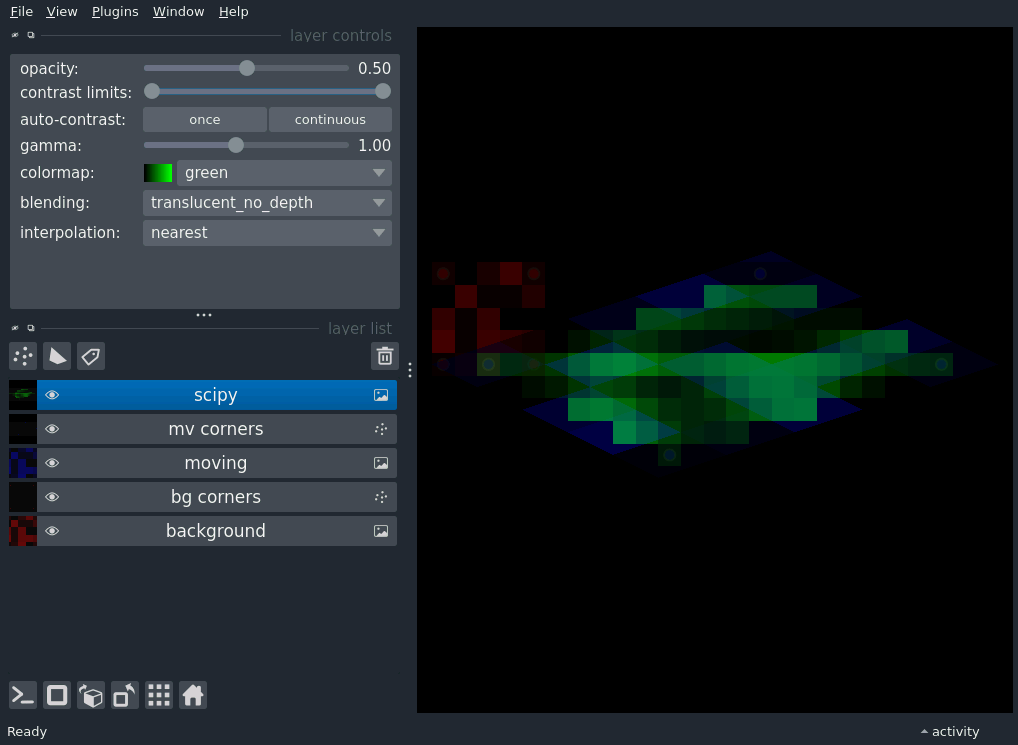 File View Plugins Window Help
layer controls
opacity: 0.50
contrast limits:
auto-contrast: once continuous
gamma: 1.00
colormap: green
blending: translucent_no_depth
interpolation: nearest
layer list
scipy
mv corners
moving
bg corners
background
Ready activity